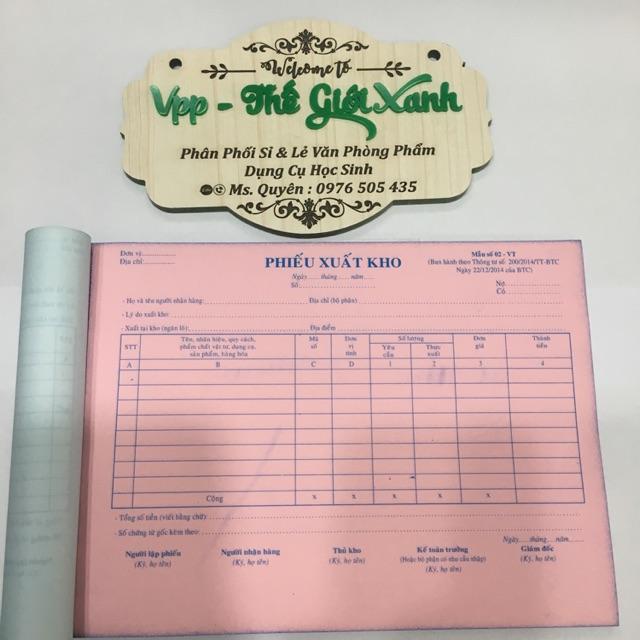 Welcome to
Vpp - Thế Giới Xanh
Phân Phối Sỉ & Lẻ Văn Phòng Phẩm
Dụng Cụ Học Sinh
Ms. Quyên : 0976 505 435
Đơn vị:................
Địa chỉ:................
PHIẾU XUẤT KHO
Ngày.....tháng.....năm.....
Số:................
Mẫu số 02 - VT
(Ban hành theo Thông tư số: 200/2014/TT-BTC
Ngày 22/12/2014 của BTC)
Nợ................
Có................
- Họ và tên người nhận hàng:................ Địa chỉ (bộ phận)................
- Lý do xuất kho:................
- Xuất tại kho (ngăn lô):................ Địa điểm................
STT Tên, nhãn hiệu, quy cách, phẩm chất vật tư, dụng cụ, sản phẩm, hàng hóa Mã số Đơn vị tính Số lượng Đơn giá Thành tiền
Yêu cầu Thực xuất
A B C D 1 2 3 4
Cộng x x x x x
- Tổng số tiền (viết bằng chữ):................
- Số chứng từ gốc kèm theo:................
Ngày.....tháng.....năm.....
Người lập phiếu Người nhận hàng Thủ kho Kế toán trưởng Giám đốc
(Ký, họ tên) (Ký, họ tên) (Ký, họ tên) (Hoặc bộ phận có nhu cầu nhập) (Ký, họ tên)
(Ký, họ tên)